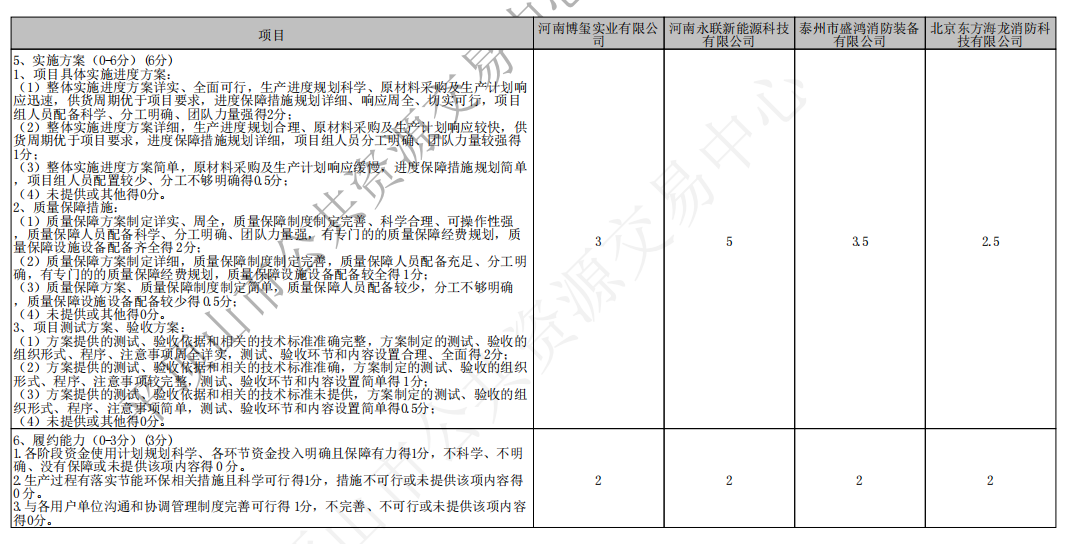 项目
河南博玺实业有限公
司
河南永联新能源科技
有限公司
泰州市盛鸿消防装备
有限公司
北京东方海龙消防科
技有限公司
5、实施方案（0-6分）(6分)
1、项目具体实施进度方案：
（1）整体实施进度方案详实、全面可行，生产进度规划科学、原材料采购及生产计划响
应迅速，供货周期优于项目要求，进度保障措施规划详细、响应周全、切实可行，项目
组人员配备科学、分工明确、团队力量强得2分；
（2）整体实施进度方案详细，生产进度规划合理、原材料采购及生产计划响应较快，供
货周期优于项目要求，进度保障措施规划详细，项目组人员分工明确、团队力量较强得
1分；
（3）整体实施进度方案简单，原材料采购及生产计划响应缓慢，进度保障措施规划简单
，项目组人员配置较少、分工不够明确得0.5分；
（4）未提供或其他得0分。
2、质量保障措施：
（1）质量保障方案制定详实、周全，质量保障制度制定完善、科学合理、可操作性强
，质量保障人员配备科学、分工明确、团队力量强，有专门的的质量保障经费规划，质
量保障设施设备配备齐全得 2分；
（2）质量保障方案制定详细，质量保障制度制定完善，质量保障人员配备充足、分工明
确，有专门的的质量保障经费规划，质量保障设施设备配备较全得 1分；
（3）质量保障方案、质量保障制度制定简单，质量保障人员配备较少，分工不够明确
，质量保障设施设备配备较少得 0.5分；
（4）未提供或其他得0分。
3、项目测试方案、验收方案：
（1）方案提供的测试、验收依据和相关的技术标准准确完整，方案制定的测试、验收的
组织形式、程序、注意事项周全详实，测试、验收环节和内容设置合理、全面得 2分；
（2）方案提供的测试、验收依据和相关的技术标准准确，方案制定的测试、验收的组织
形式、程序、注意事项较完整，测试、验收环节和内容设置简单得 1分；
（3）方案提供的测试、验收依据和相关的技术标准未提供，方案制定的测试、验收的组
织形式、程序、注意事项简单，测试、验收环节和内容设置简单得0.5分；
（4）未提供或其他得0分。
3
5
3.5
2.5
6、履约能力（0-3分）(3分)
1.各阶段资金使用计划规划科学、各环节资金投入明确且保障有力得1分，不科学、不明
确、没有保障或未提供该项内容得 0 分。
2.生产过程有落实节能环保相关措施且科学可行得1分，措施不可行或未提供该项内容得
0 分。
3.与各用户单位沟通和协调管理制度完善可行得 1分，不完善、不可行或未提供该项内容
得0分。
2
2
2
2
平顶山市公共资源交易中心
山市公共资源交易中心